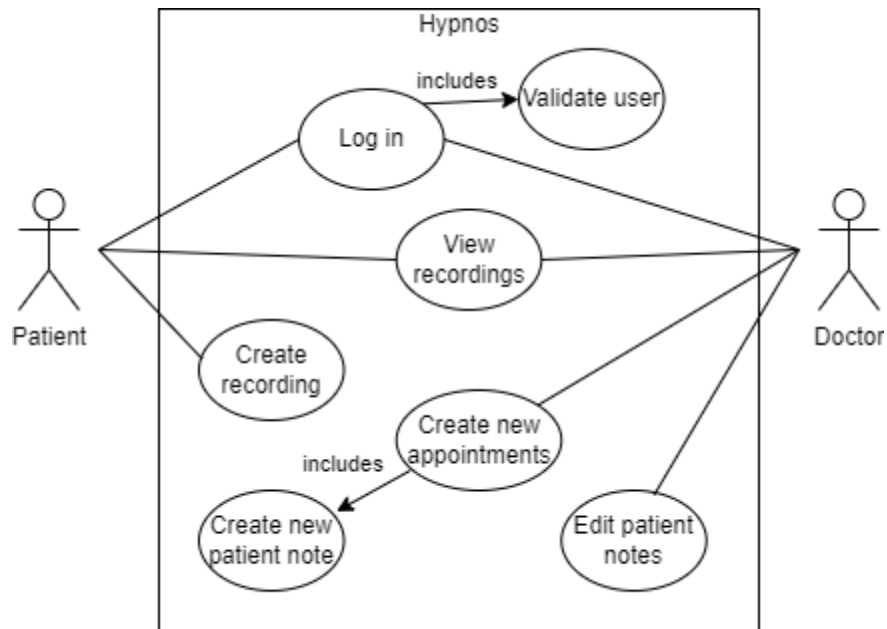 Hypnos
includes
Validate user
Log in
View
recordings
Patient
Doctor
Create
recording
Create new
appointments
includes
Create new
patient note
Edit patient
notes